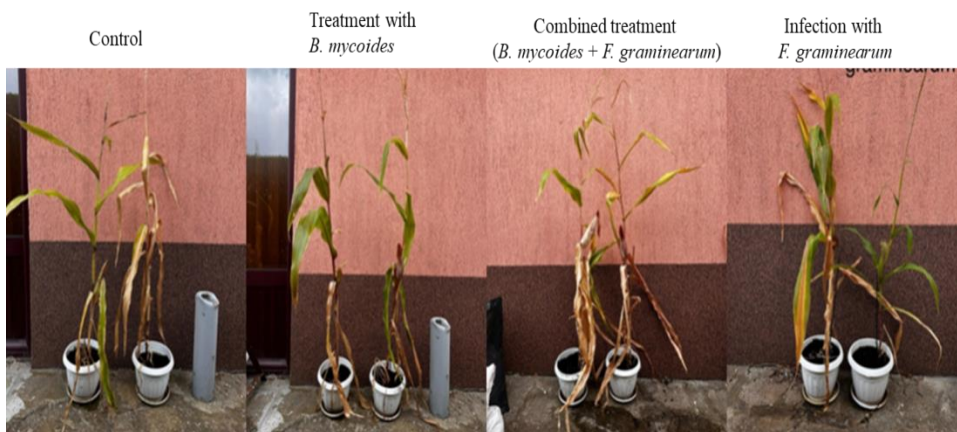 Control
Treatment with
B. mycoides
Combined treatment
(B. mycoides + F. graminearum)
Infection with
F. graminearum
graminearum